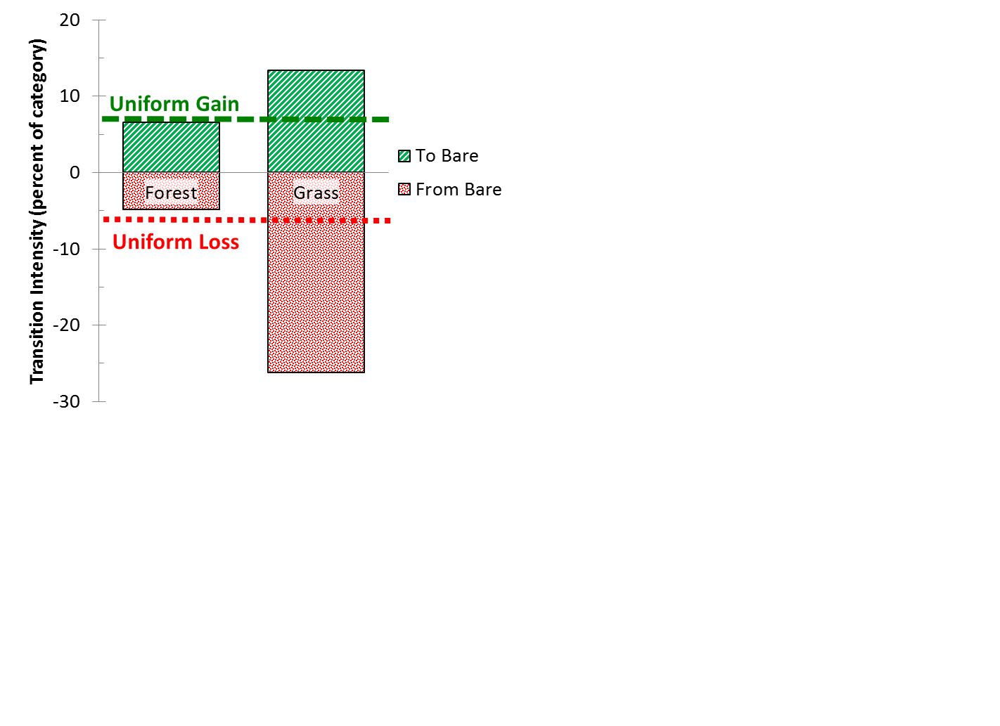 Transition Intensity (percent of category)
20
10
0
-10
-20
-30
Uniform Gain
Forest
Grass
Uniform Loss
To Bare
From Bare